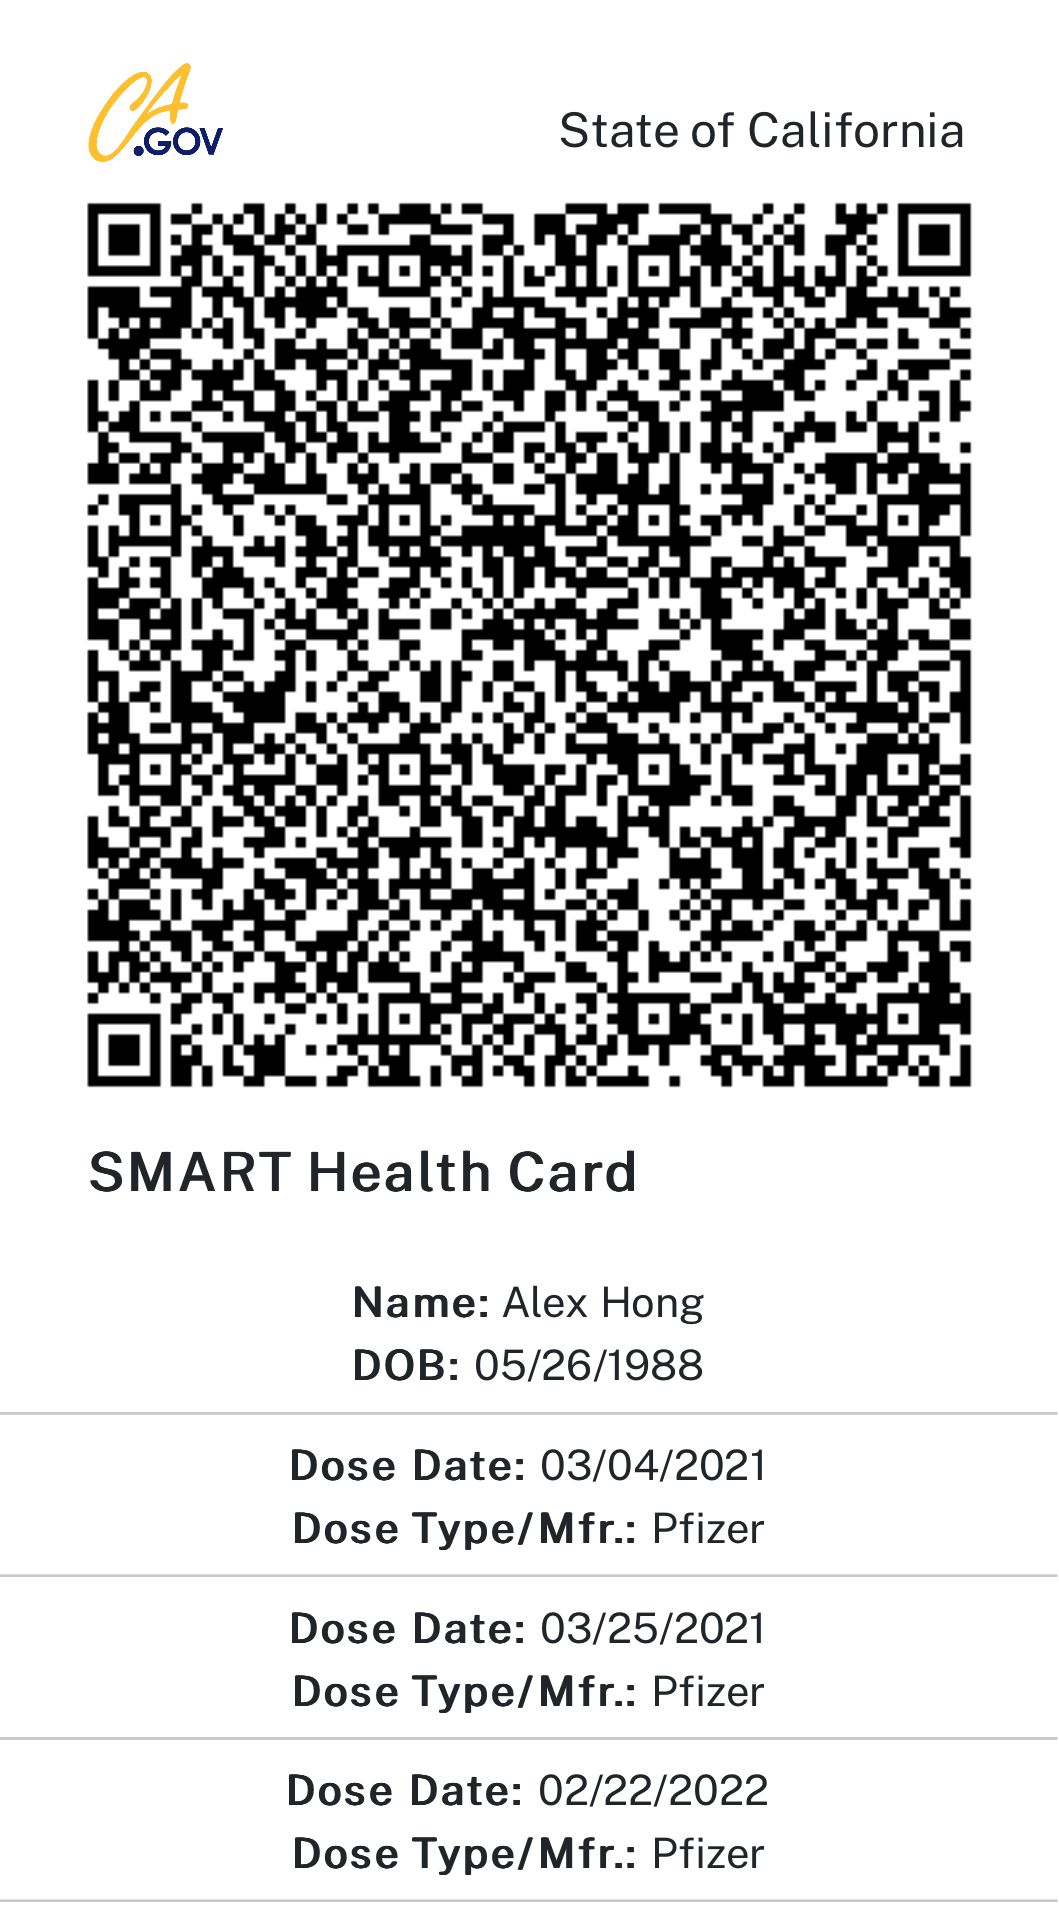 CA
.GOV
State of California
SMART Health Card
Name: Alex Hong
DOB: 05/26/1988
Dose Date: 03/04/2021
Dose Type/Mfr.: Pfizer
Dose Date: 03/25/2021
Dose Type/Mfr.: Pfizer
Dose Date: 02/22/2022
Dose Type/Mfr.: Pfizer